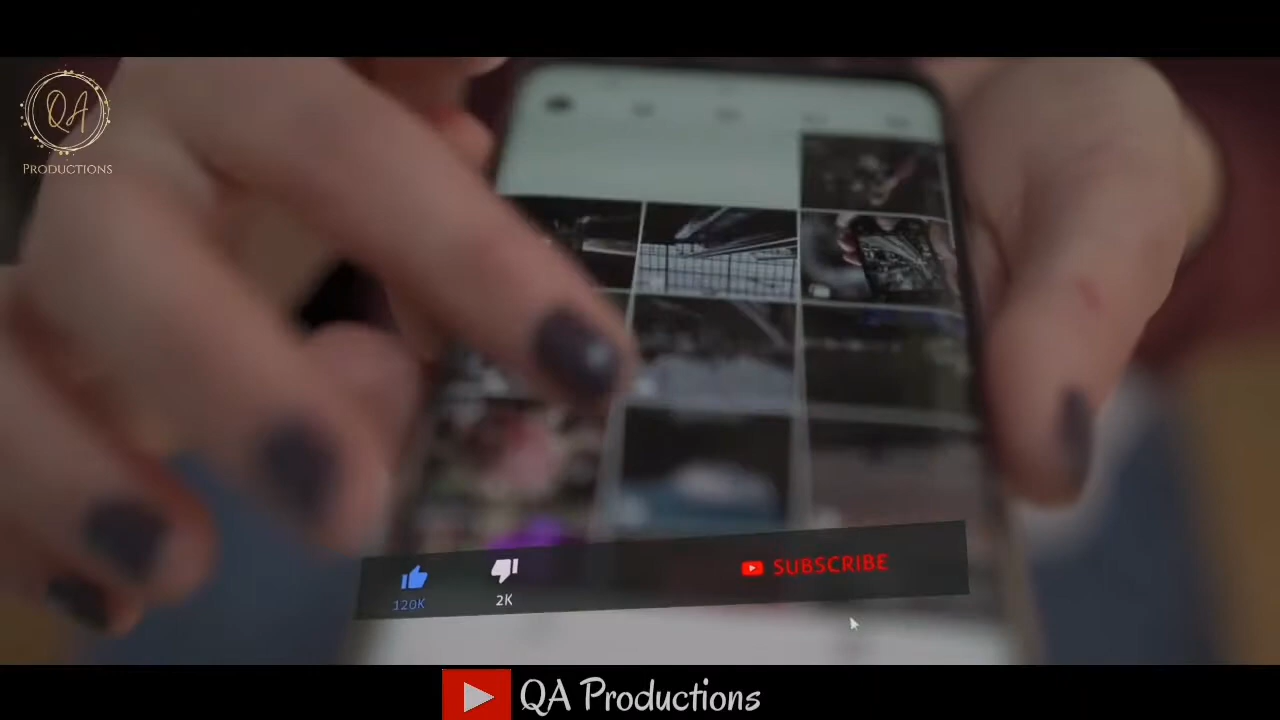 QA
PRODUCTIONS
120K
2K
SUBSCRIBE
QA Productions